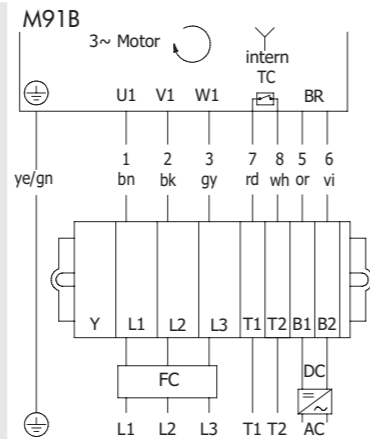 M91B
3~ Motor
intern
TC
U1 V1 W1 BR
1 2 3 7 8 5 6
ye/gn bn bk gy rd wh or vi
Y L1 L2 L3 T1 T2 B1 B2
FC DC
L1 L2 L3 T1 T2 AC